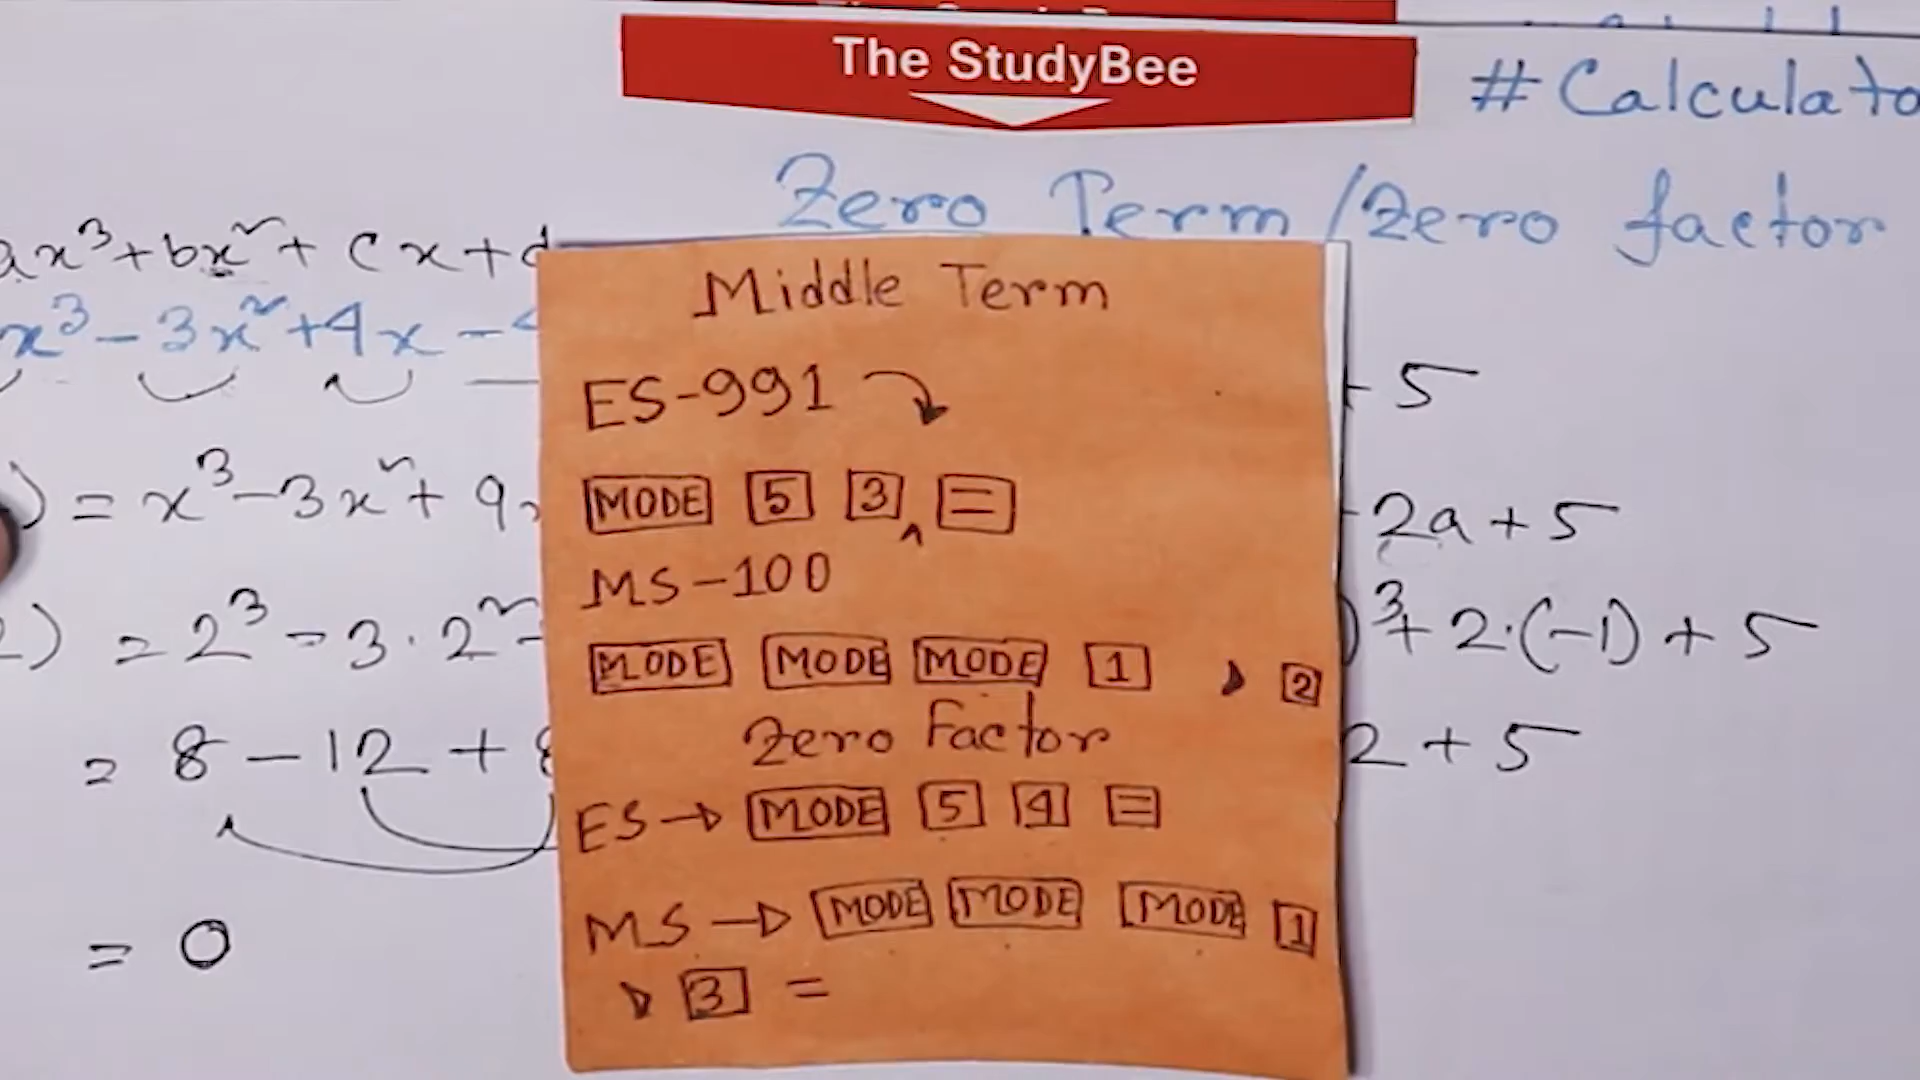 The StudyBee
#Calculato
Zero Term/Zero factor
ax³+bx²+cx+d
x³-3x²+4x-4
Middle Term
ES-991
MODE 5 3 =
MS-100
MODE MODE MODE 1 ▸ 2
Zero Factor
ES → MODE 5 4 =
MS → MODE MODE MODE 1
▸ 3 =
) = x³-3x²+
2) = 2³-3·2²-
= 8-12+8
= 0
+5
-2a+5
)³+2·(-1)+5
2+5